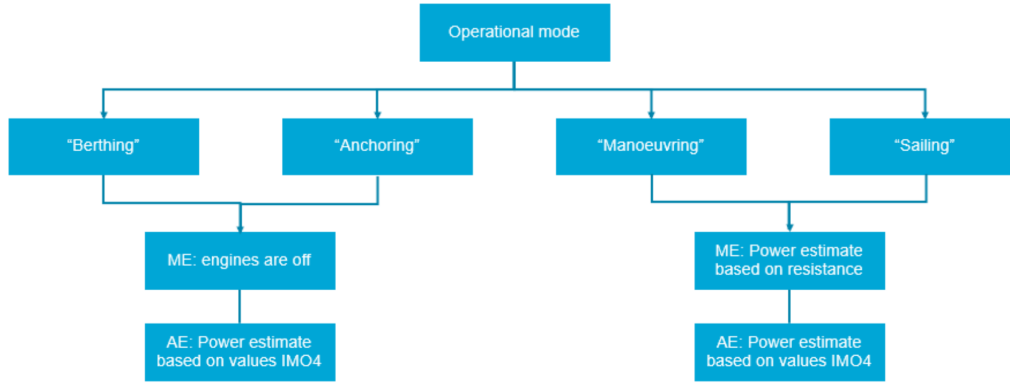 Operational mode
“Berthing”
“Anchoring”
“Manoeuvring”
“Sailing”
ME: engines are off
ME: Power estimate
based on resistance
AE: Power estimate
based on values IMO4
AE: Power estimate
based on values IMO4